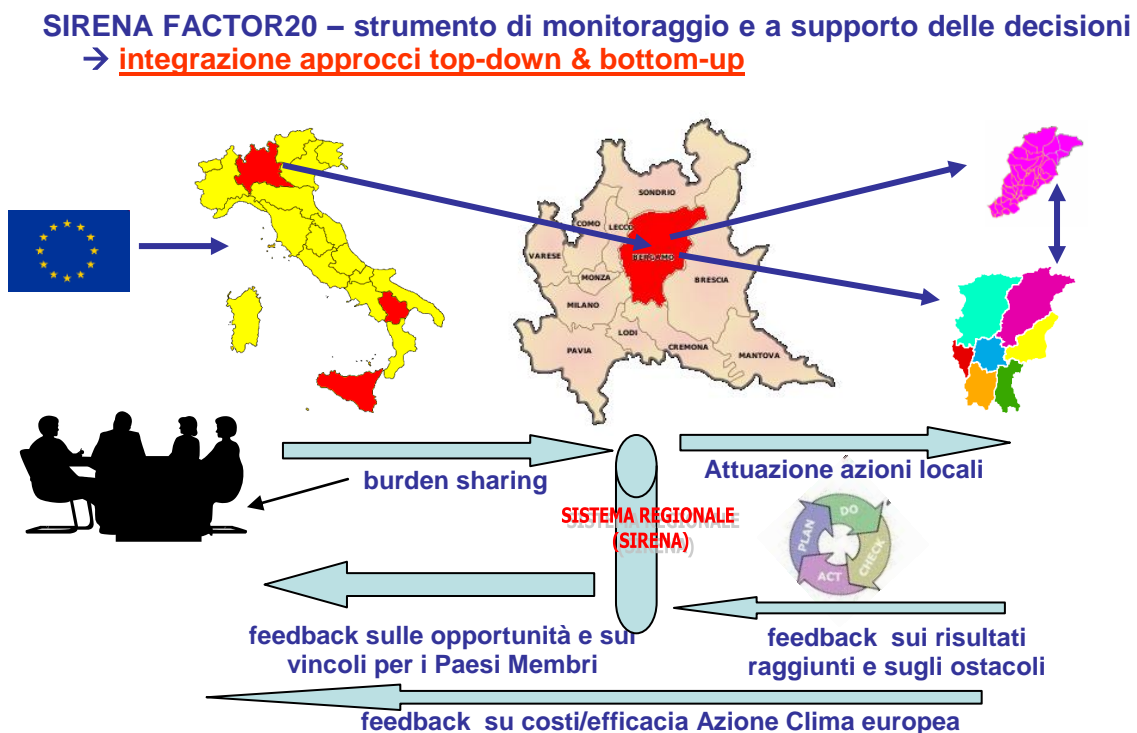 SIRENA FACTOR20 – strumento di monitoraggio e a supporto delle decisioni
→ integrazione approcci top-down & bottom-up
SONDRIO
COMO
LECCO
VARESE
BERGAMO
MONZA
BRESCIA
MILANO
LODI
PAVIA
CREMONA
MANTOVA
burden sharing
Attuazione azioni locali
SISTEMA REGIONALE
(SIRENA)
PLAN
DO
CHECK
ACT
feedback sulle opportunità e sui
vincoli per i Paesi Membri
feedback sui risultati
raggiunti e sugli ostacoli
feedback su costi/efficacia Azione Clima europea